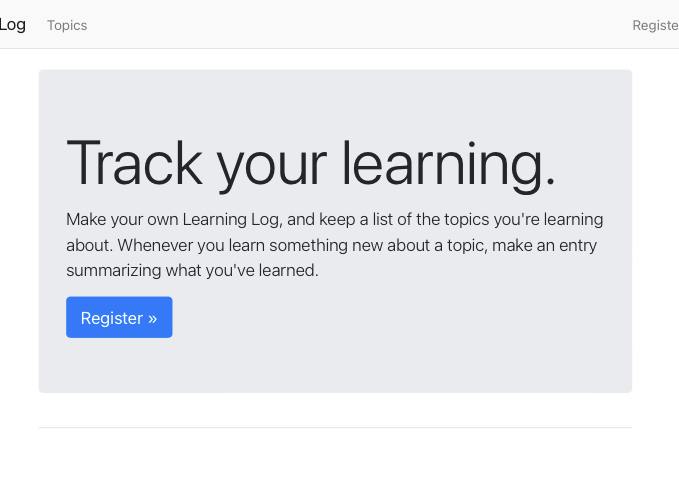 Log Topics Registe
Track your learning.
Make your own Learning Log, and keep a list of the topics you're learning
about. Whenever you learn something new about a topic, make an entry
summarizing what you've learned.
Register »